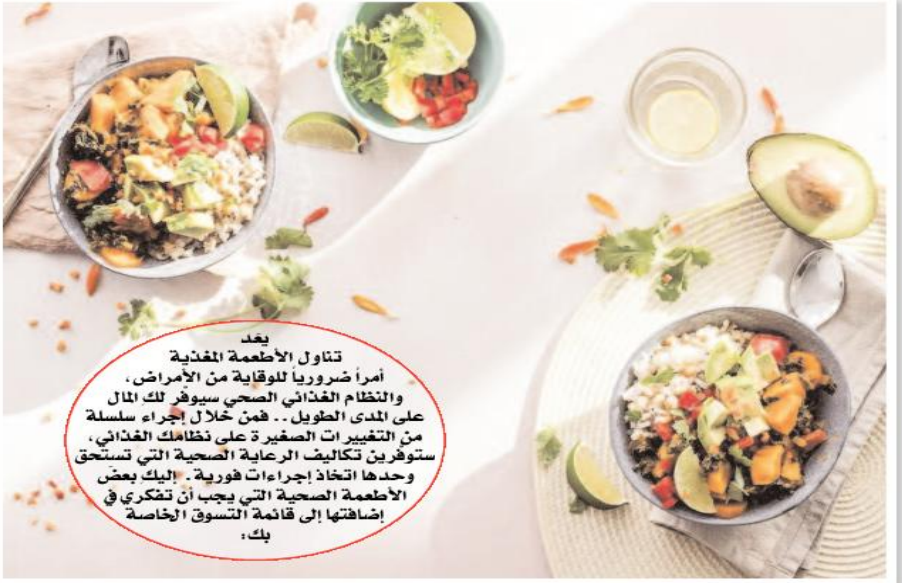 يعَد
تناول الأطعمة المغذية
أمراً ضرورياً للوقاية من الأمراض،
والنظام الغذائي الصحي سيوفّر لكِ المال
على المدى الطويل.. فمن خلال إجراء سلسلة
من التغييرات الصغيرة على نظامك الغذائي،
ستوفرين تكاليف الرعاية الصحية التي تستحق
وحدها اتخاذ إجراءات فورية. إليك بعض
الأطعمة الصحية التي يجب أن تفكري في
إضافتها إلى قائمة التسوق الخاصة
بك: